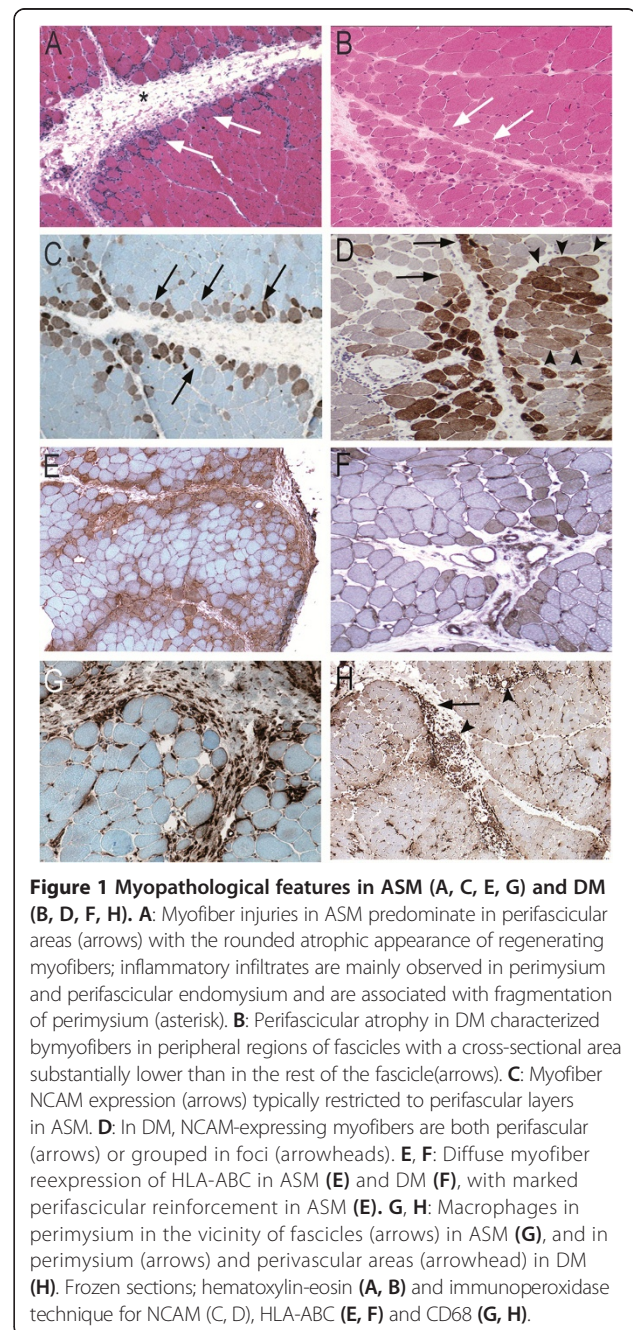 A
B
C
D
E
F
G
H
*
Figure 1 Myopathological features in ASM (A, C, E, G) and DM
(B, D, F, H). A: Myofiber injuries in ASM predominate in perifascicular
areas (arrows) with the rounded atrophic appearance of regenerating
myofibers; inflammatory infiltrates are mainly observed in perimysium
and perifascicular endomysium and are associated with fragmentation
of perimysium (asterisk). B: Perifascicular atrophy in DM characterized
bymyofibers in peripheral regions of fascicles with a cross-sectional area
substantially lower than in the rest of the fascicle(arrows). C: Myofiber
NCAM expression (arrows) typically restricted to perifascular layers
in ASM. D: In DM, NCAM-expressing myofibers are both perifascular
(arrows) or grouped in foci (arrowheads). E, F: Diffuse myofiber
reexpression of HLA-ABC in ASM (E) and DM (F), with marked
perifascicular reinforcement in ASM (E). G, H: Macrophages in
perimysium in the vicinity of fascicles (arrows) in ASM (G), and in
perimysium (arrows) and perivascular areas (arrowhead) in DM
(H). Frozen sections; hematoxylin-eosin (A, B) and immunoperoxidase
technique for NCAM (C, D), HLA-ABC (E, F) and CD68 (G, H).